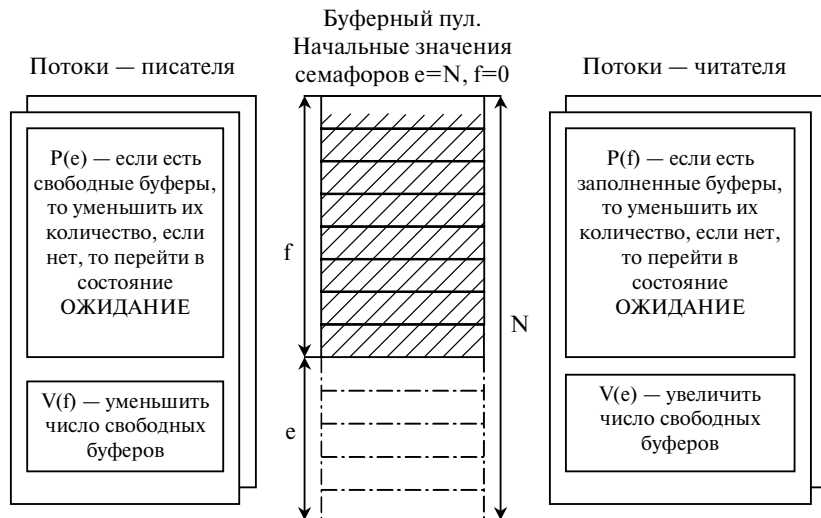 Буферный пул.
Начальные значения
семафоров e=N, f=0
Потоки — писателя
P(e) — если есть
свободные буферы,
то уменьшить их
количество, если
нет, то перейти в
состояние
ОЖИДАНИЕ
V(f) — уменьшить
число свободных
буферов
f
e
N
Потоки — читателя
P(f) — если есть
заполненные буферы,
то уменьшить их
количество, если нет,
то перейти в
состояние
ОЖИДАНИЕ
V(e) — увеличить
число свободных
буферов